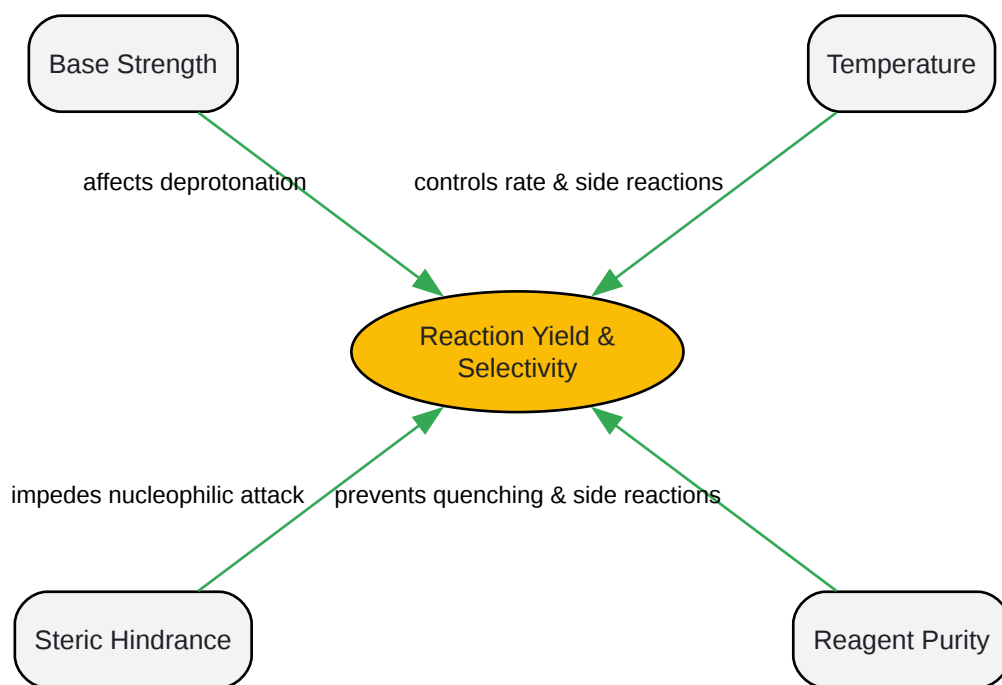 Base Strength
Temperature
affects deprotonation
controls rate & side reactions
Reaction Yield &
Selectivity
impedes nucleophilic attack
prevents quenching & side reactions
Steric Hindrance
Reagent Purity